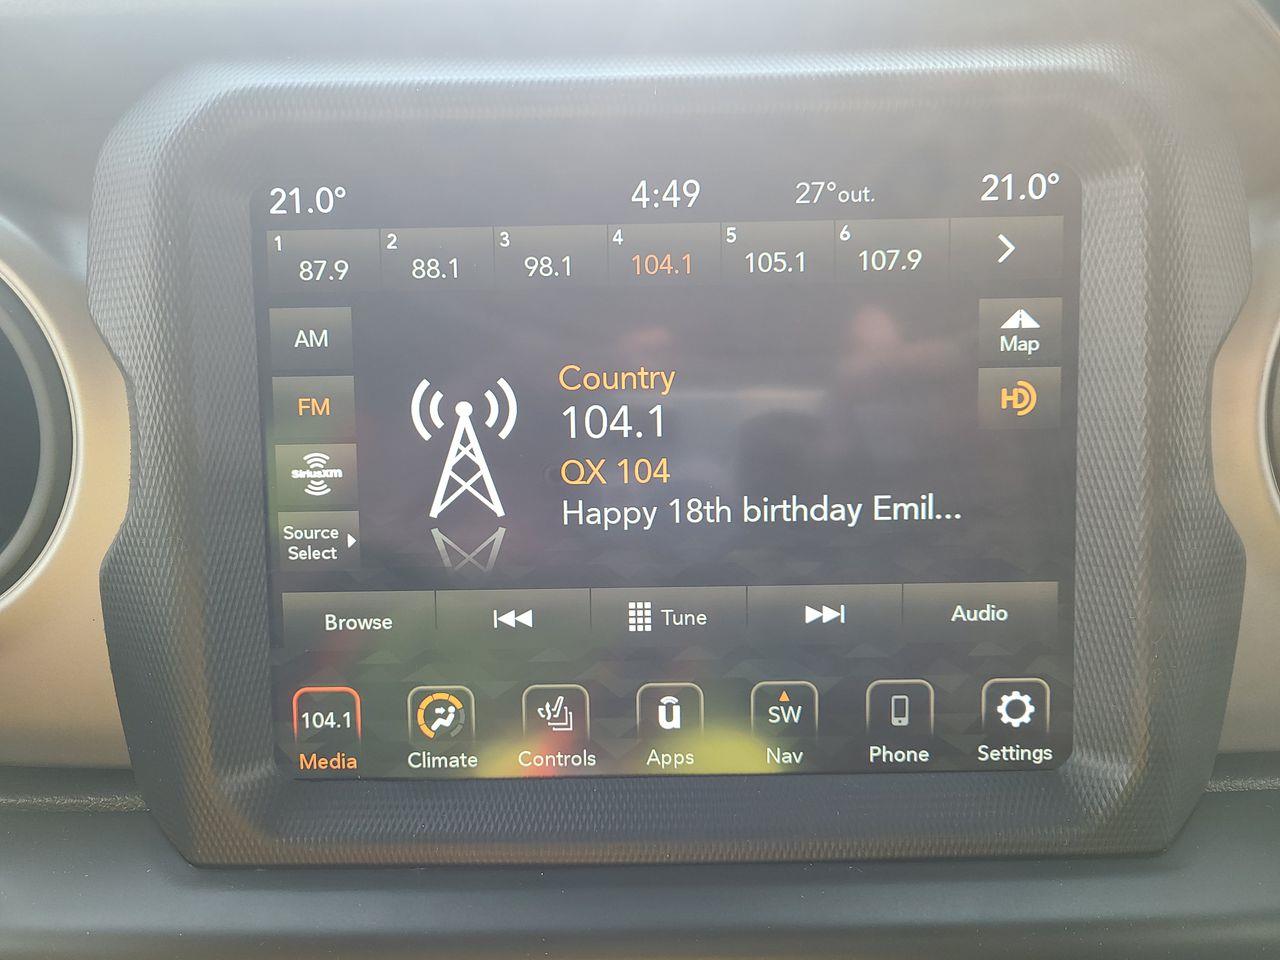 21.0° 4:49 27°out. 21.0°
1 2 3 4 5 6
87.9 88.1 98.1 104.1 105.1 107.9
AM
FM
SiriusXM
Source
Select
Country
104.1
QX 104
Happy 18th birthday Emil...
Map
HD
Browse Tune Audio
104.1 SW
Media Climate Controls Apps Nav Phone Settings